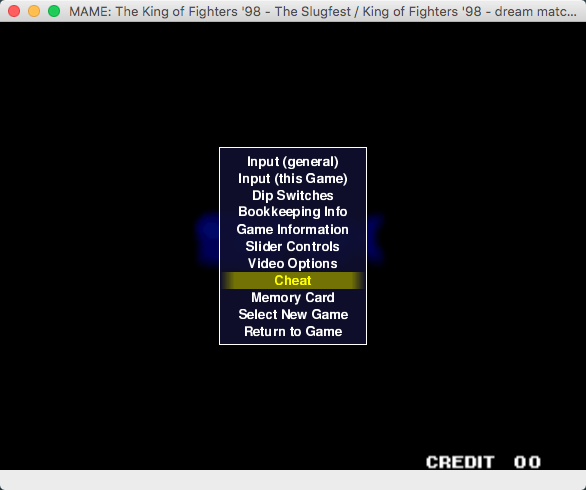 MAME: The King of Fighters '98 - The Slugfest / King of Fighters '98 - dream matc...
Input (general)
Input (this Game)
Dip Switches
Bookkeeping Info
Game Information
Slider Controls
Video Options
Cheat
Memory Card
Select New Game
Return to Game
CREDIT 00